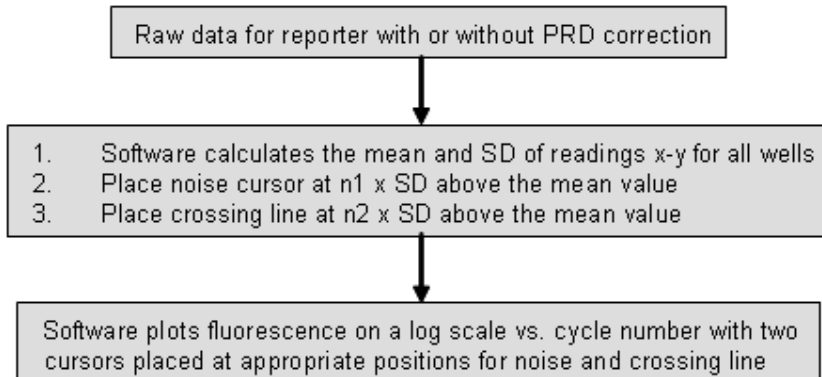 Raw data for reporter with or without PRD correction
1. Software calculates the mean and SD of readings x-y for all wells
2. Place noise cursor at n1 x SD above the mean value
3. Place crossing line at n2 x SD above the mean value
Software plots fluorescence on a log scale vs. cycle number with two
cursors placed at appropriate positions for noise and crossing line